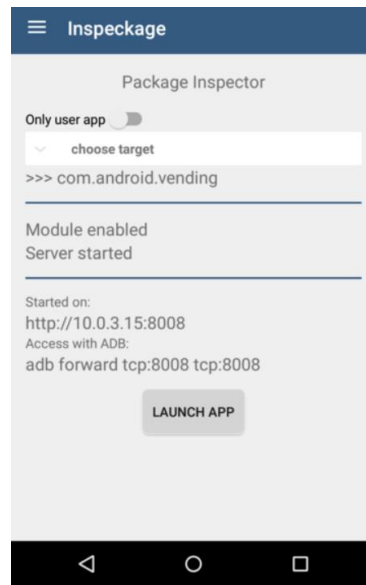 Inspeckage
Package Inspector
Only user app
choose target
>>> com.android.vending
Module enabled
Server started
Started on:
http://10.0.3.15:8008
Access with ADB:
adb forward tcp:8008 tcp:8008
LAUNCH APP